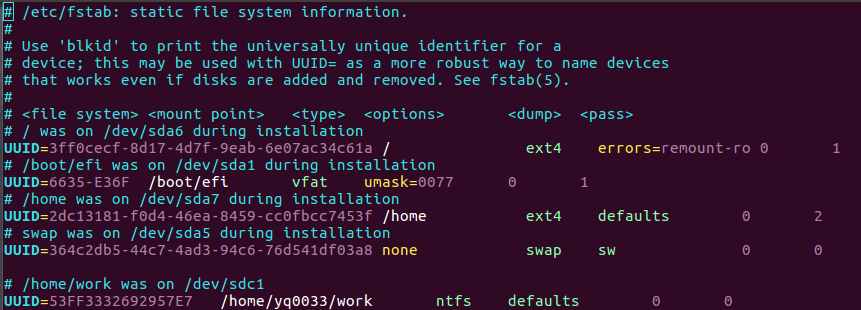 # /etc/fstab: static file system information.
#
# Use 'blkid' to print the universally unique identifier for a
# device; this may be used with UUID= as a more robust way to name devices
# that works even if disks are added and removed. See fstab(5).
#
# <file system> <mount point>   <type>  <options>       <dump>  <pass>
# / was on /dev/sda6 during installation
UUID=3ff0cecf-8d17-4d7f-9eab-6e07ac34c61a /               ext4    errors=remount-ro 0       1
# /boot/efi was on /dev/sda1 during installation
UUID=6635-E36F  /boot/efi       vfat    umask=0077      0       1
# /home was on /dev/sda7 during installation
UUID=2dc13181-f0d4-46ea-8459-cc0fbcc7453f /home           ext4    defaults        0       2
# swap was on /dev/sda5 during installation
UUID=364c2db5-44c7-4ad3-94c6-76d541df03a8 none            swap    sw              0       0
# /home/work was on /dev/sdc1
UUID=53FF3332692957E7   /home/yq0033/work     ntfs    defaults        0       0